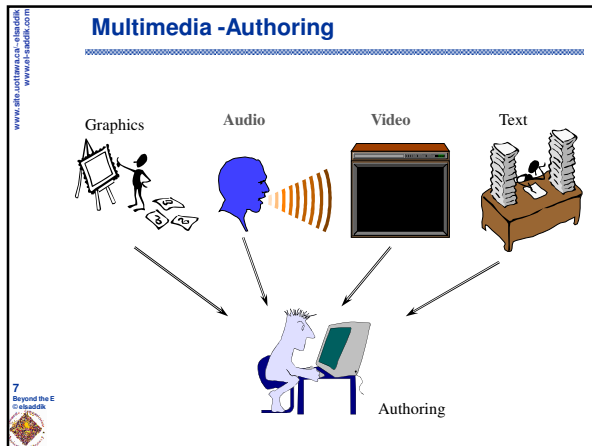 www.site.uottawa.ca/~elsaddik
www.el-saddik.com
Multimedia -Authoring
Graphics
Audio
Video
Text
Authoring
7
Beyond the E
© elsaddik